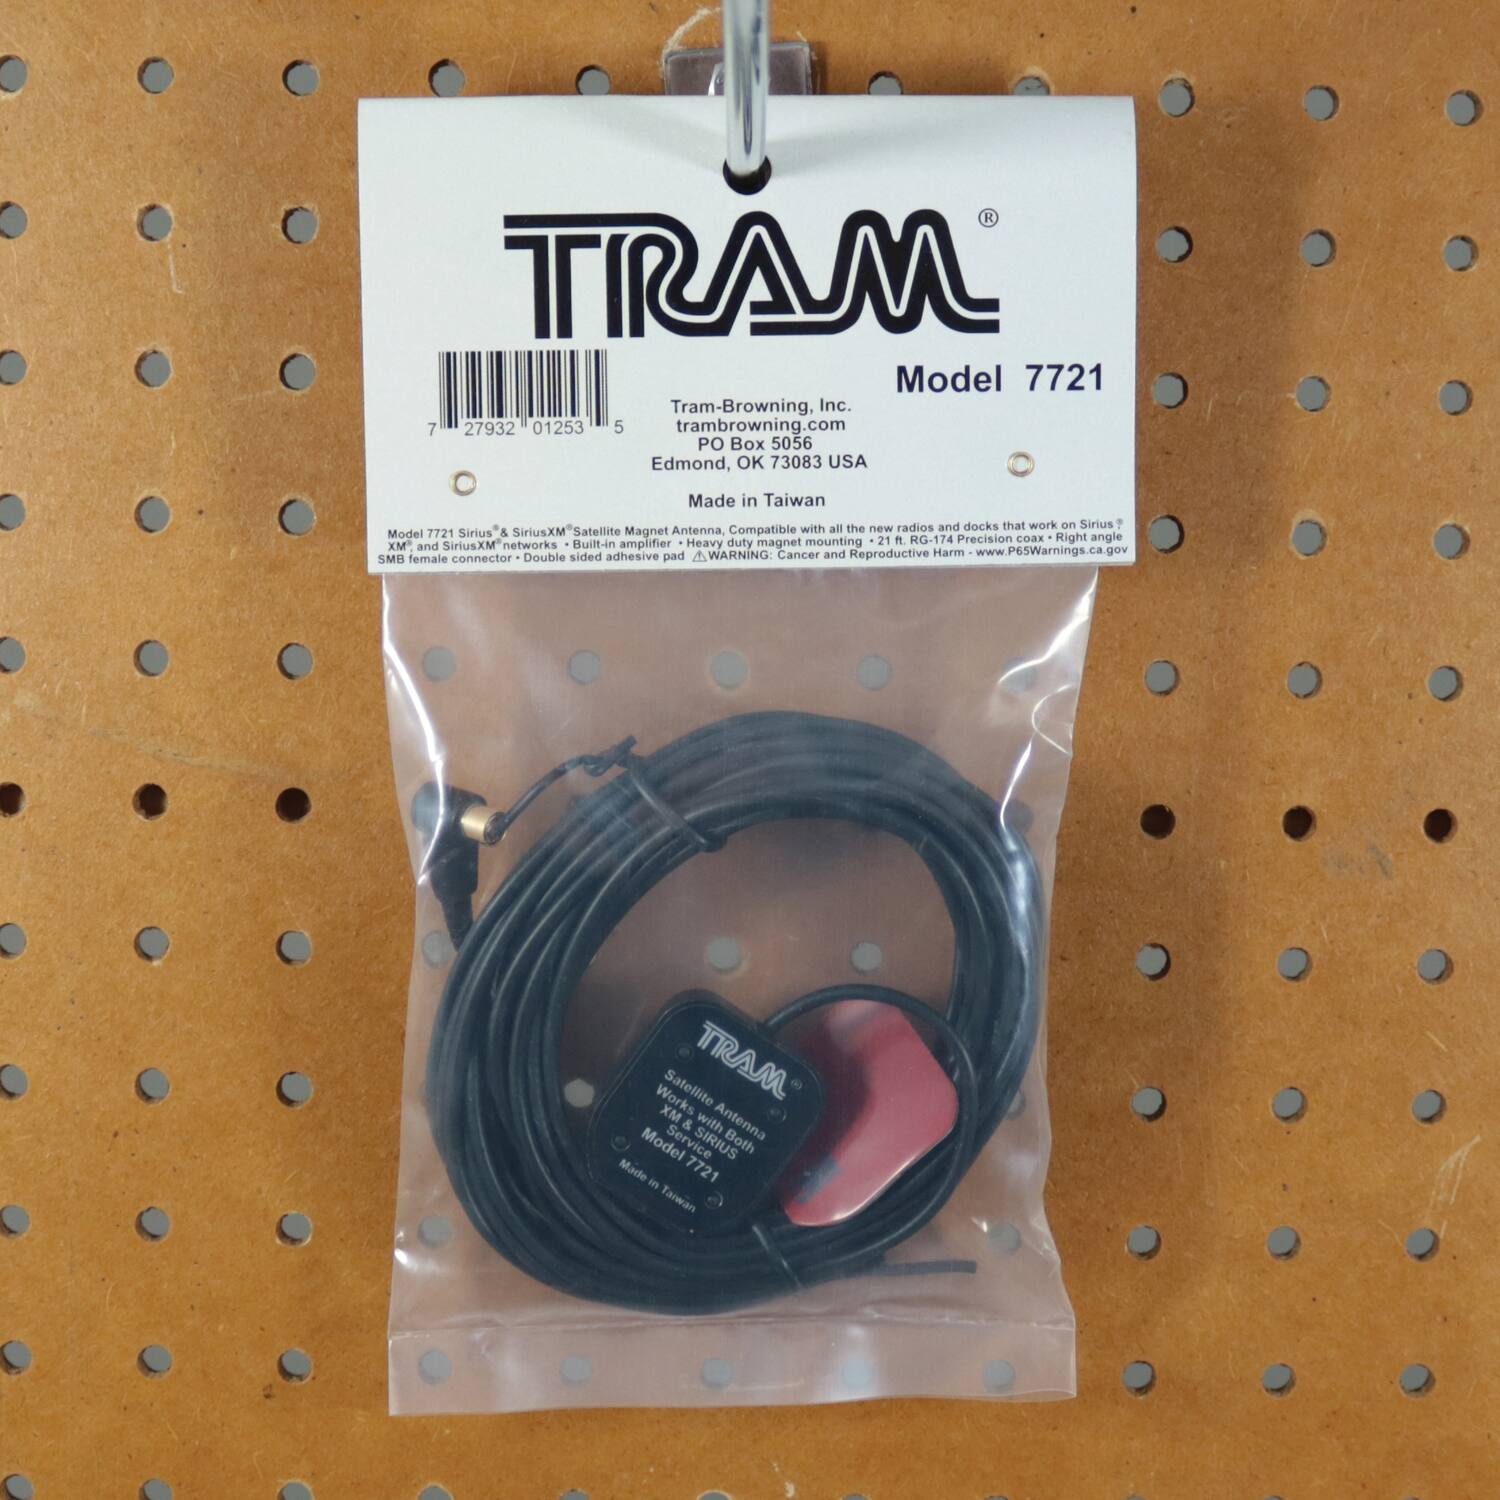 TRAM®
Model 7721
7 27932 01253 5
Tram-Browning, Inc.
trambrowning.com
PO Box 5056
Edmond, OK 73083 USA
Made in Taiwan
Model 7721 Sirius® & SiriusXM® Satellite Magnet Antenna, Compatible with all the new radios and docks that work on Sirius®,
XM®, and SiriusXM® networks • Built-in amplifier • Heavy duty magnet mounting • 21 ft. RG-174 Precision coax • Right angle
SMB female connector • Double sided adhesive pad ⚠WARNING: Cancer and Reproductive Harm - www.P65Warnings.ca.gov
TRAM®
Satellite Antenna
Works with Both
XM & SIRIUS
Service
Model 7721
Made in Taiwan